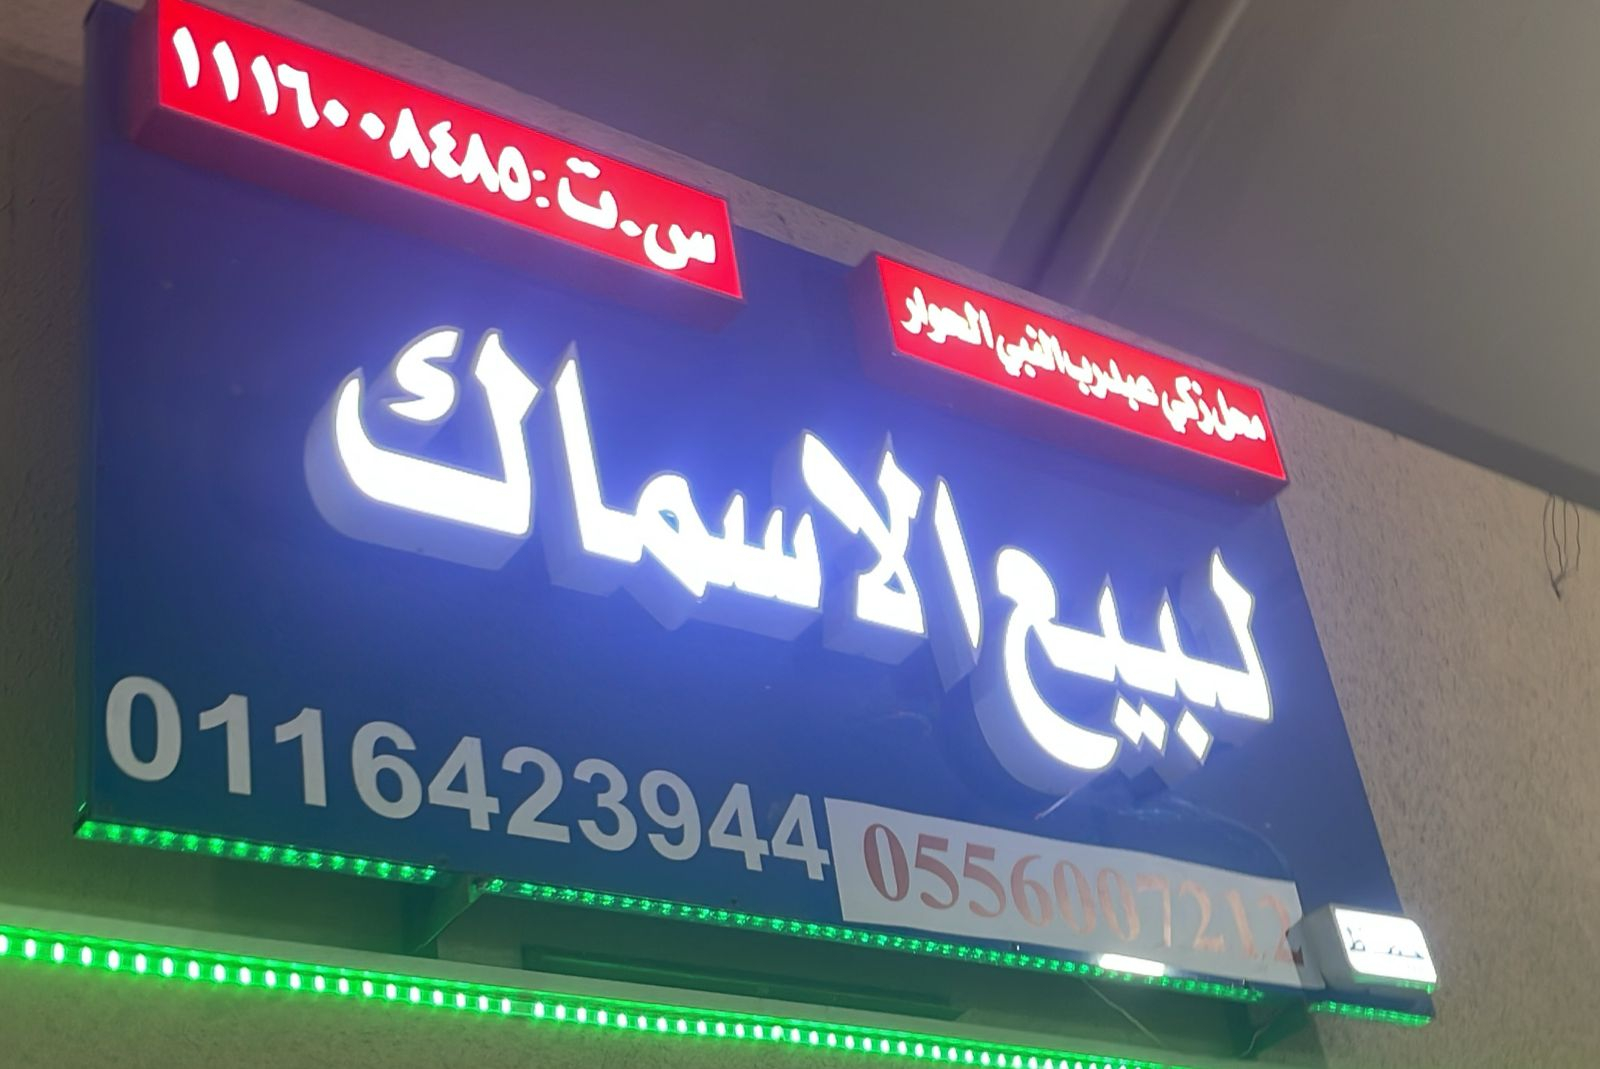 محل زكي عبدرب النبي الحوار
س.ت: ١١١٦٠٠٨٤٨٥
لبيع الاسماك
0116423944
0556007212